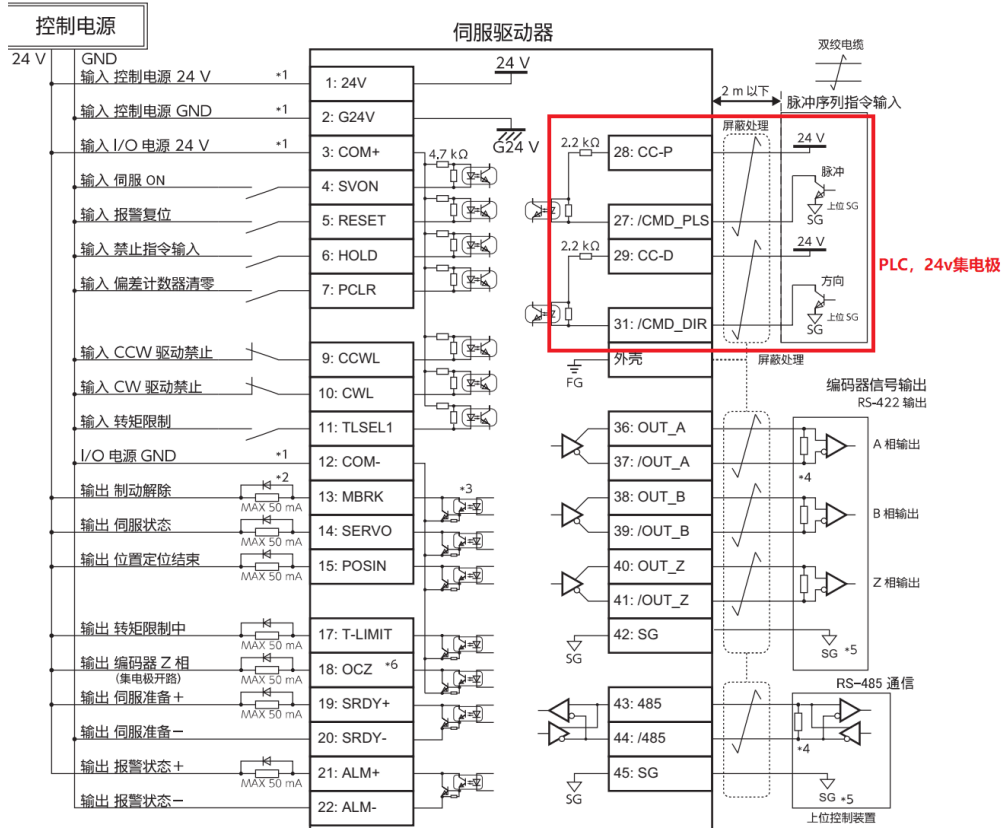 控制电源
24 V
GND
伺服驱动器
输入 控制电源 24 V *1
1: 24V
24 V
输入 控制电源 GND *1
2: G24V
G24 V
输入 I/O 电源 24 V *1
3: COM+
4.7 kΩ
输入 伺服 ON
4: SVON
输入 报警复位
5: RESET
输入 禁止指令输入
6: HOLD
输入 偏差计数器清零
7: PCLR
输入 CCW 驱动禁止
9: CCWL
输入 CW 驱动禁止
10: CWL
输入 转矩限制
11: TLSEL1
I/O 电源 GND *1
12: COM-
输出 制动解除
*2
MAX 50 mA
13: MBRK
*3
输出 伺服状态
MAX 50 mA
14: SERVO
输出 位置定位结束
MAX 50 mA
15: POSIN
输出 转矩限制中
MAX 50 mA
17: T-LIMIT
输出 编码器 Z 相
(集电极开路)
MAX 50 mA
18: OCZ *6
输出 伺服准备+
MAX 50 mA
19: SRDY+
输出 伺服准备−
20: SRDY-
输出 报警状态+
MAX 50 mA
21: ALM+
输出 报警状态−
22: ALM-
双绞电缆
2 m 以下
脉冲序列指令输入
屏蔽处理
2.2 kΩ
28: CC-P
24 V
脉冲
上位 SG
SG
27: /CMD_PLS
2.2 kΩ
29: CC-D
24 V
PLC，24v集电极
方向
上位 SG
SG
31: /CMD_DIR
外壳
FG
屏蔽处理
编码器信号输出
RS-422 输出
36: OUT_A
A 相输出
37: /OUT_A
*4
38: OUT_B
B 相输出
39: /OUT_B
40: OUT_Z
Z 相输出
41: /OUT_Z
42: SG
SG
SG *5
RS-485 通信
43: 485
44: /485
*4
45: SG
SG
SG *5
上位控制装置